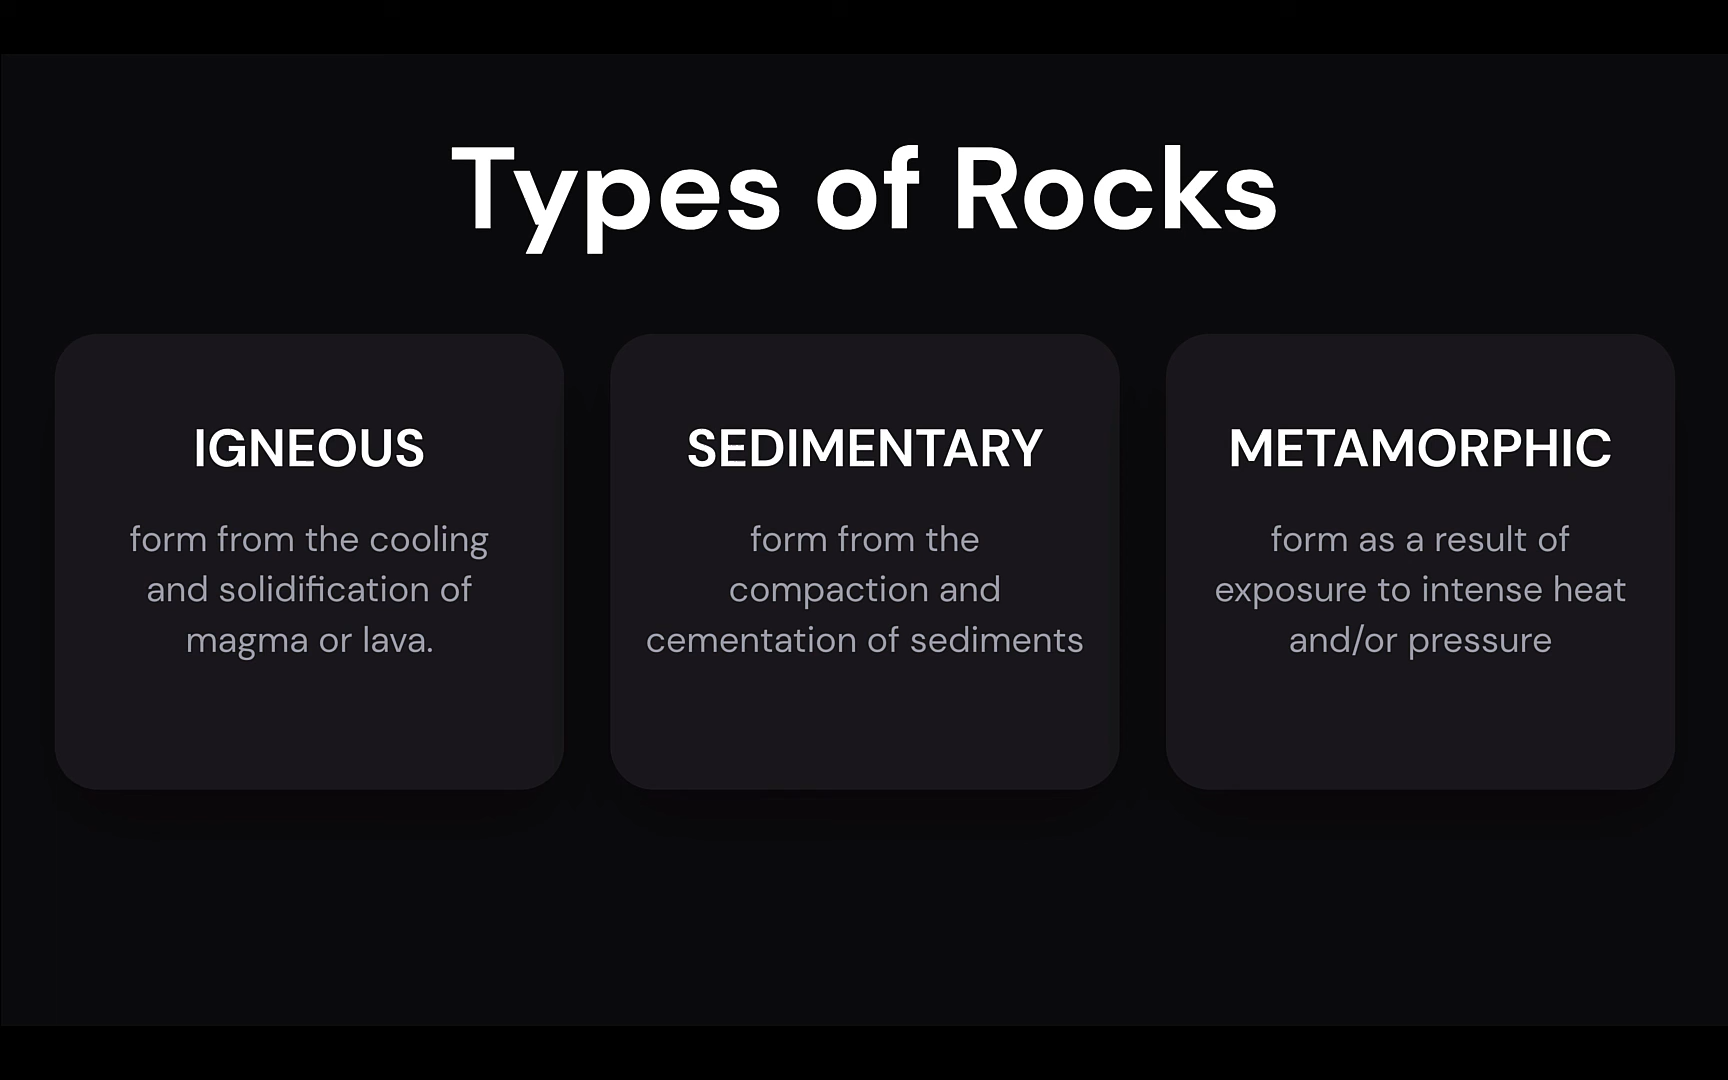 Types of Rocks
IGNEOUS
form from the cooling
and solidification of
magma or lava.
SEDIMENTARY
form from the
compaction and
cementation of sediments
METAMORPHIC
form as a result of
exposure to intense heat
and/or pressure